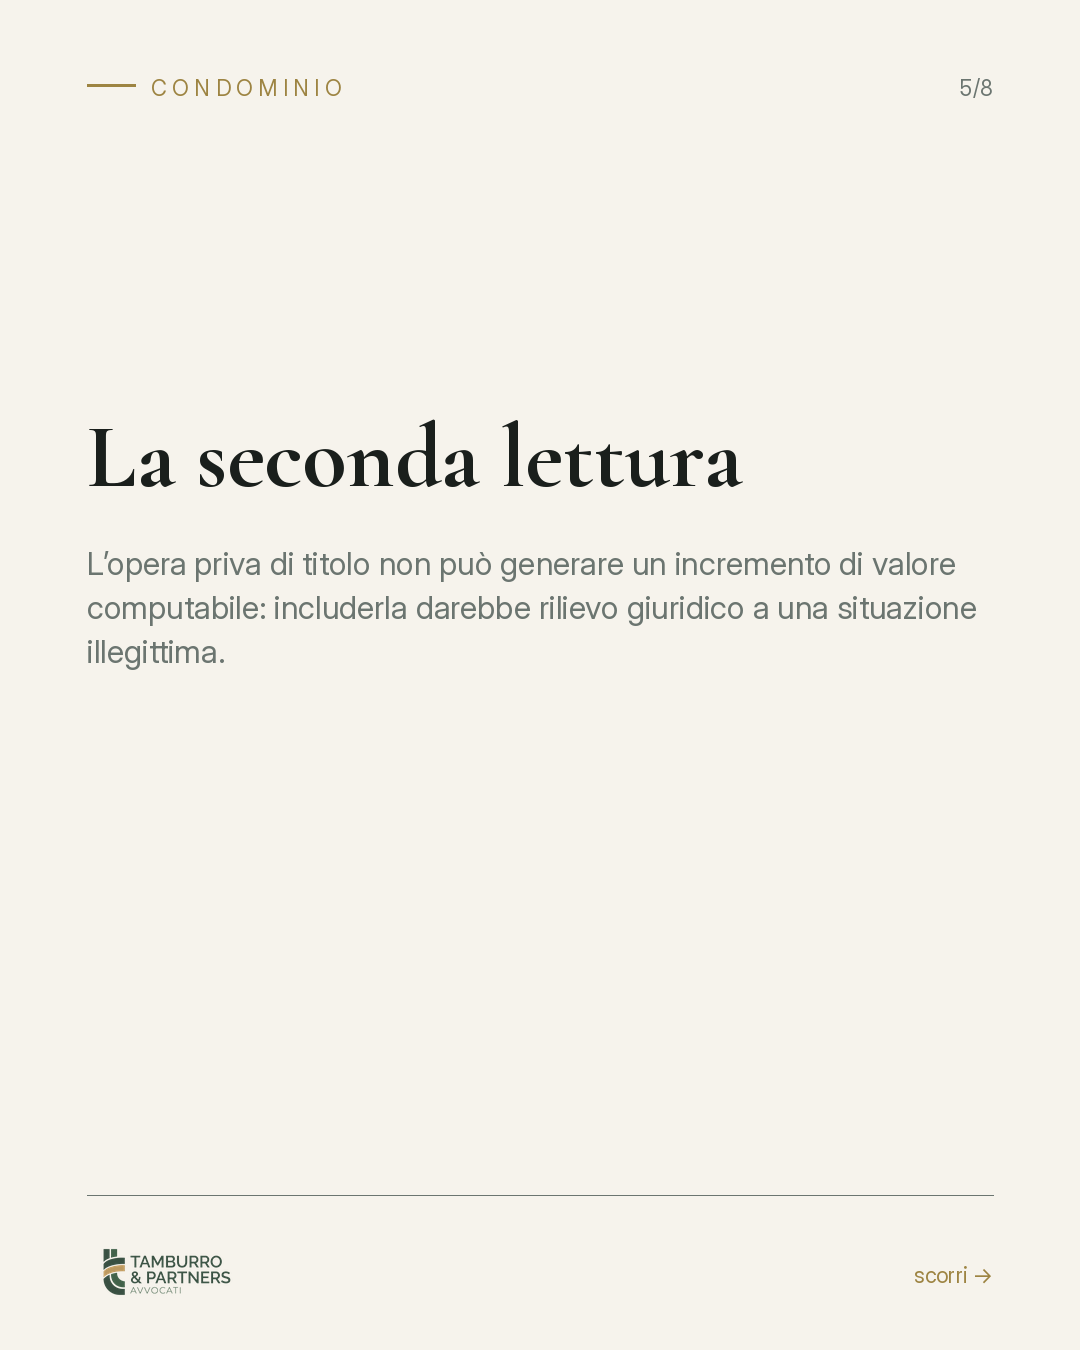 CONDOMINIO
5/8
La seconda lettura
L’opera priva di titolo non può generare un incremento di valore
computabile: includerla darebbe rilievo giuridico a una situazione
illegittima.
TAMBURRO
& PARTNERS
AVVOCATI
scorri →